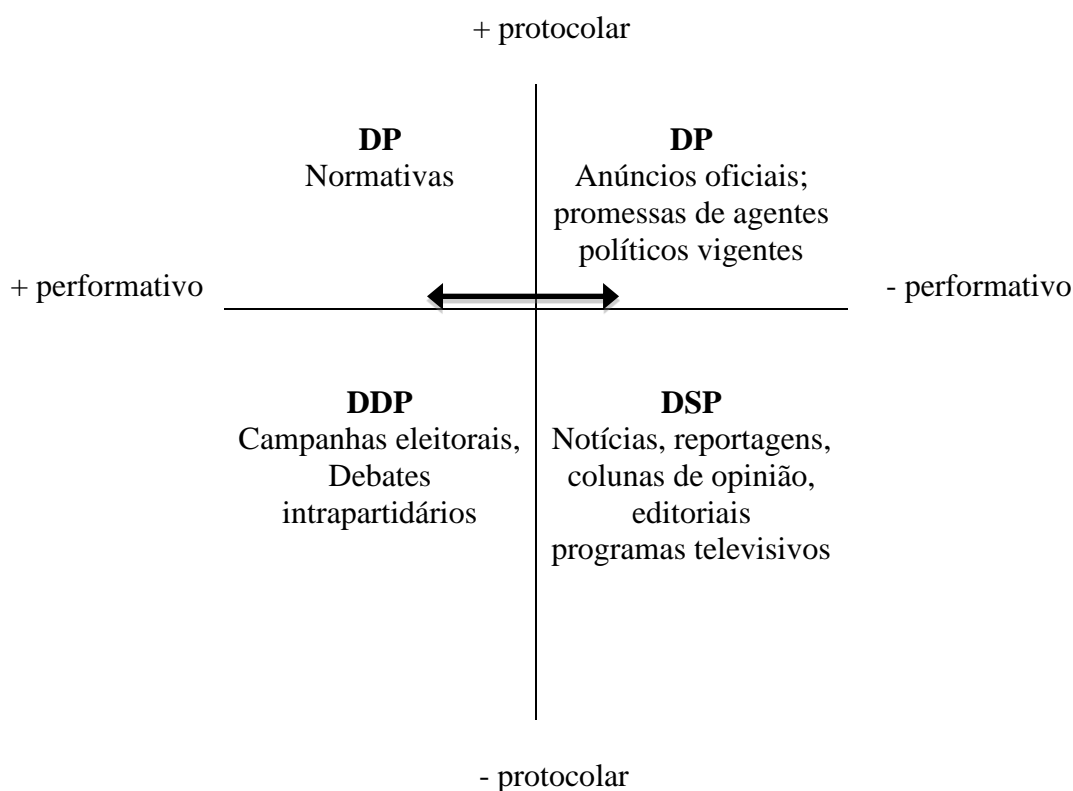 + protocolar
DP
Normativas
DP
Anúncios oficiais;
promessas de agentes
políticos vigentes
+ performativo
- performativo
DDP
Campanhas eleitorais,
Debates
intrapartidários
DSP
Notícias, reportagens,
colunas de opinião,
editoriais
programas televisivos
- protocolar